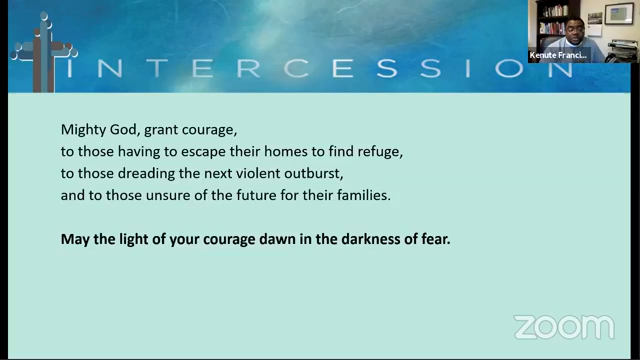 INTERCESSION
Kenute Franci...
Mighty God, grant courage,
to those having to escape their homes to find refuge,
to those dreading the next violent outburst,
and to those unsure of the future for their families.
May the light of your courage dawn in the darkness of fear.
zoom